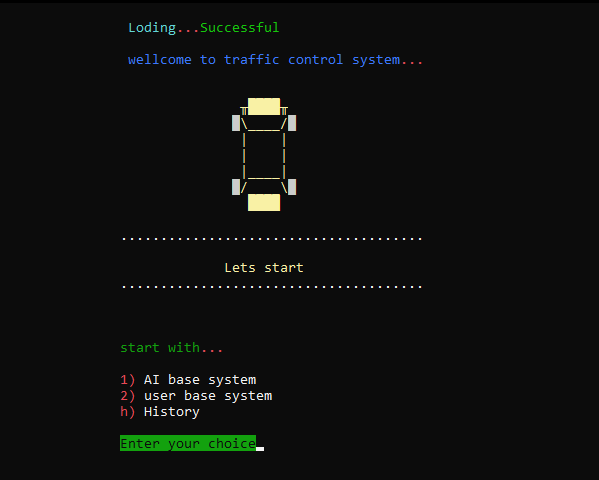 Loding...Successful
wellcome to traffic control system...
Lets start
start with...
1) AI base system
2) user base system
h) History
Enter your choice